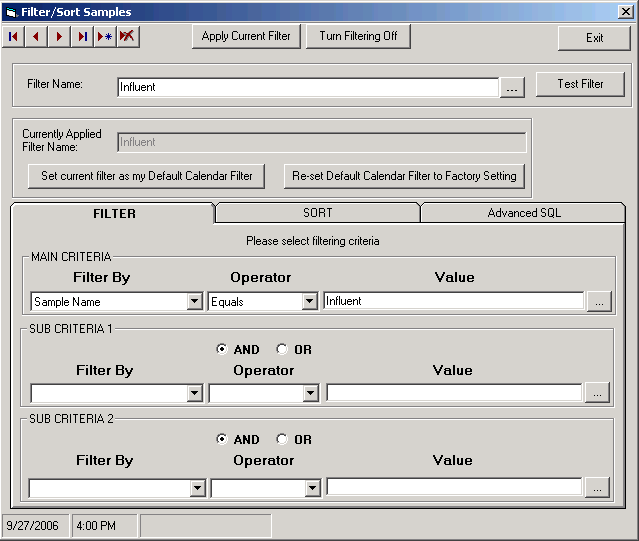 Filter/Sort Samples
Apply Current Filter Turn Filtering Off Exit
Filter Name: Influent ... Test Filter
Currently Applied
Filter Name: Influent
Set current filter as my Default Calendar Filter Re-set Default Calendar Filter to Factory Setting
FILTER SORT Advanced SQL
Please select filtering criteria
MAIN CRITERIA
Filter By Operator Value
Sample Name Equals Influent ...
SUB CRITERIA 1
AND OR
Filter By Operator Value
...
SUB CRITERIA 2
AND OR
Filter By Operator Value
...
9/27/2006 4:00 PM